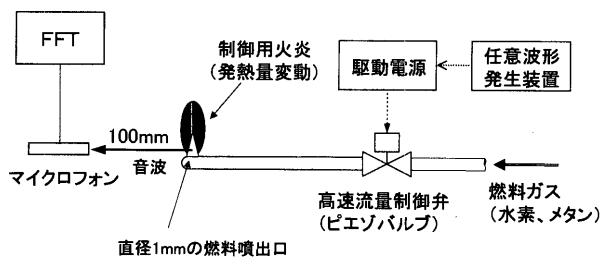 FFT
制御用火炎
(発熱量変動)
駆動電源
任意波形
発生装置
100mm
音波
マイクロフォン
高速流量制御弁
(ピエゾバルブ)
燃料ガス
(水素、メタン)
直径1mmの燃料噴出口